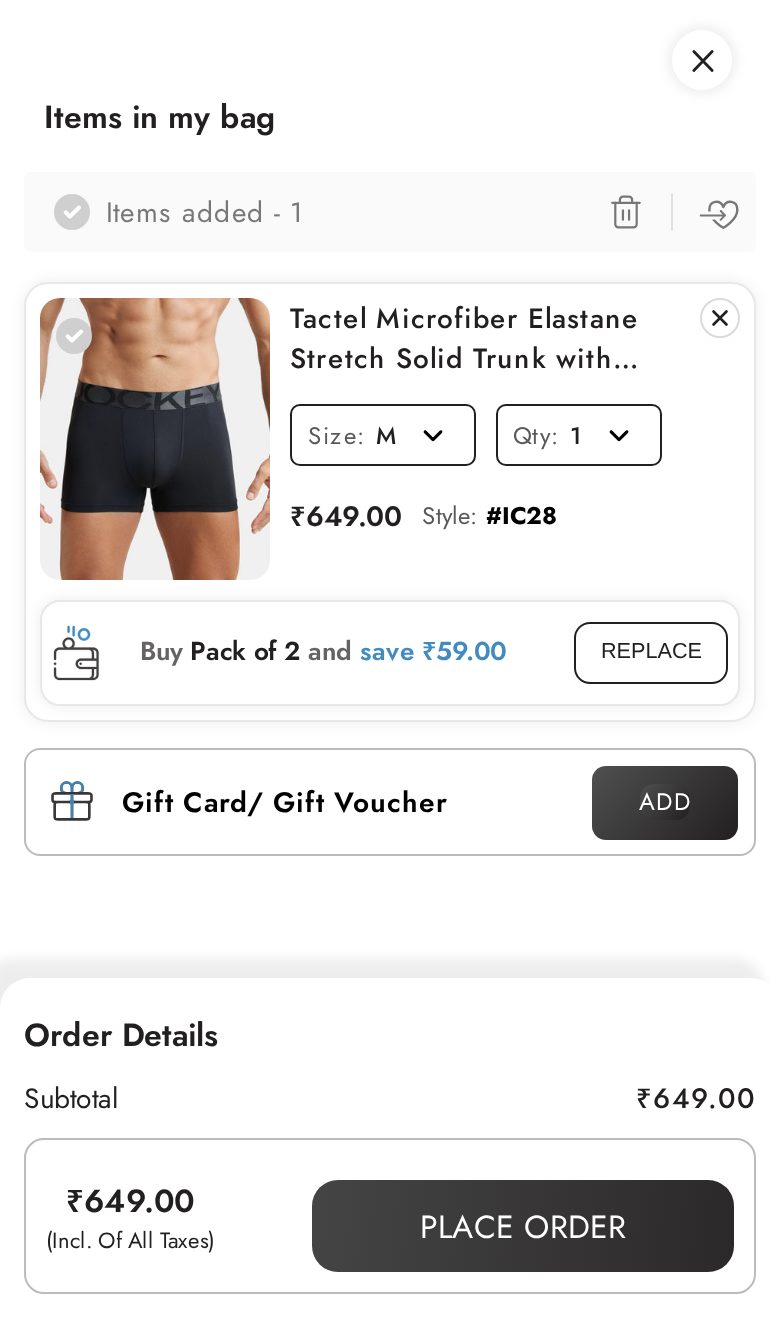 Items in my bag
Items added - 1
Tactel Microfiber Elastane
Stretch Solid Trunk with...
JOCKEY
Size: M
Qty: 1
₹649.00 Style: #IC28
Buy Pack of 2 and save ₹59.00
REPLACE
Gift Card/ Gift Voucher
ADD
Order Details
Subtotal
₹649.00
₹649.00
(Incl. Of All Taxes)
PLACE ORDER